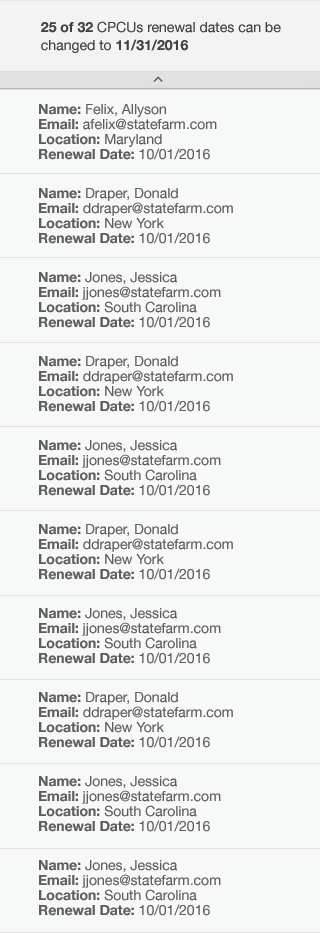 25 of 32 CPCUs renewal dates can be
changed to 11/31/2016
Name: Felix, Allyson
Email: afelix@statefarm.com
Location: Maryland
Renewal Date: 10/01/2016
Name: Draper, Donald
Email: ddraper@statefarm.com
Location: New York
Renewal Date: 10/01/2016
Name: Jones, Jessica
Email: jjones@statefarm.com
Location: South Carolina
Renewal Date: 10/01/2016
Name: Draper, Donald
Email: ddraper@statefarm.com
Location: New York
Renewal Date: 10/01/2016
Name: Jones, Jessica
Email: jjones@statefarm.com
Location: South Carolina
Renewal Date: 10/01/2016
Name: Draper, Donald
Email: ddraper@statefarm.com
Location: New York
Renewal Date: 10/01/2016
Name: Jones, Jessica
Email: jjones@statefarm.com
Location: South Carolina
Renewal Date: 10/01/2016
Name: Draper, Donald
Email: ddraper@statefarm.com
Location: New York
Renewal Date: 10/01/2016
Name: Jones, Jessica
Email: jjones@statefarm.com
Location: South Carolina
Renewal Date: 10/01/2016
Name: Jones, Jessica
Email: jjones@statefarm.com
Location: South Carolina
Renewal Date: 10/01/2016